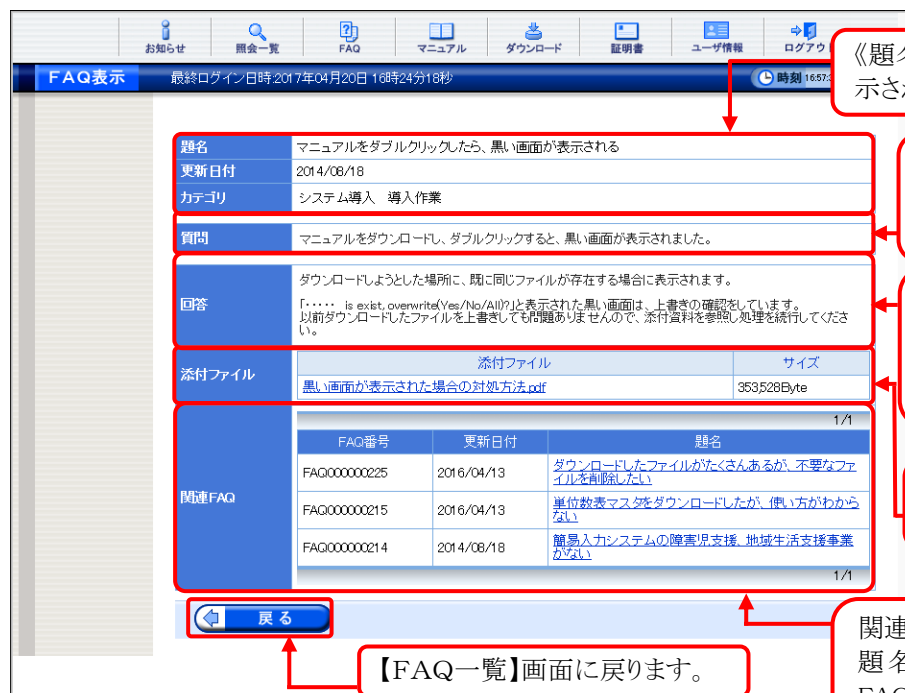 お知らせ 照会一覧 FAQ マニュアル ダウンロード 証明書 ユーザ情報 ログアウ
FAQ表示 最終ログイン日時:2017年04月20日 16時24分18秒 時刻 16:57:
《題名
示さ
題名 マニュアルをダブルクリックしたら、黒い画面が表示される
更新日付 2014/08/18
カテゴリ システム導入 導入作業
質問 マニュアルをダウンロードし、ダブルクリックすると、黒い画面が表示されました。
回答
ダウンロードしようとした場所に、既に同じファイルが存在する場合に表示されます。
「・・・・・ is exist, overwrite(Yes/No/All)?」と表示された黒い画面は、上書きの確認をしています。
以前ダウンロードしたファイルを上書きしても問題ありませんので、添付資料を参照し処理を続行してくださ
い。
添付ファイル
添付ファイル サイズ
黒い画面が表示された場合の対処方法.pdf 353,528Byte
関連FAQ
1/1
FAQ番号 更新日付 題名
FAQ000000225 2016/04/13 ダウンロードしたファイルがたくさんあるが、不要なファ
イルを削除したい
FAQ000000215 2016/04/13 単位数表マスタをダウンロードしたが、使い方がわから
ない
FAQ000000214 2014/08/18 簡易入力システムの障害児支援、地域生活支援事業
がない
1/1
戻る
【FAQ一覧】画面に戻ります。
関連
題名
FAQ